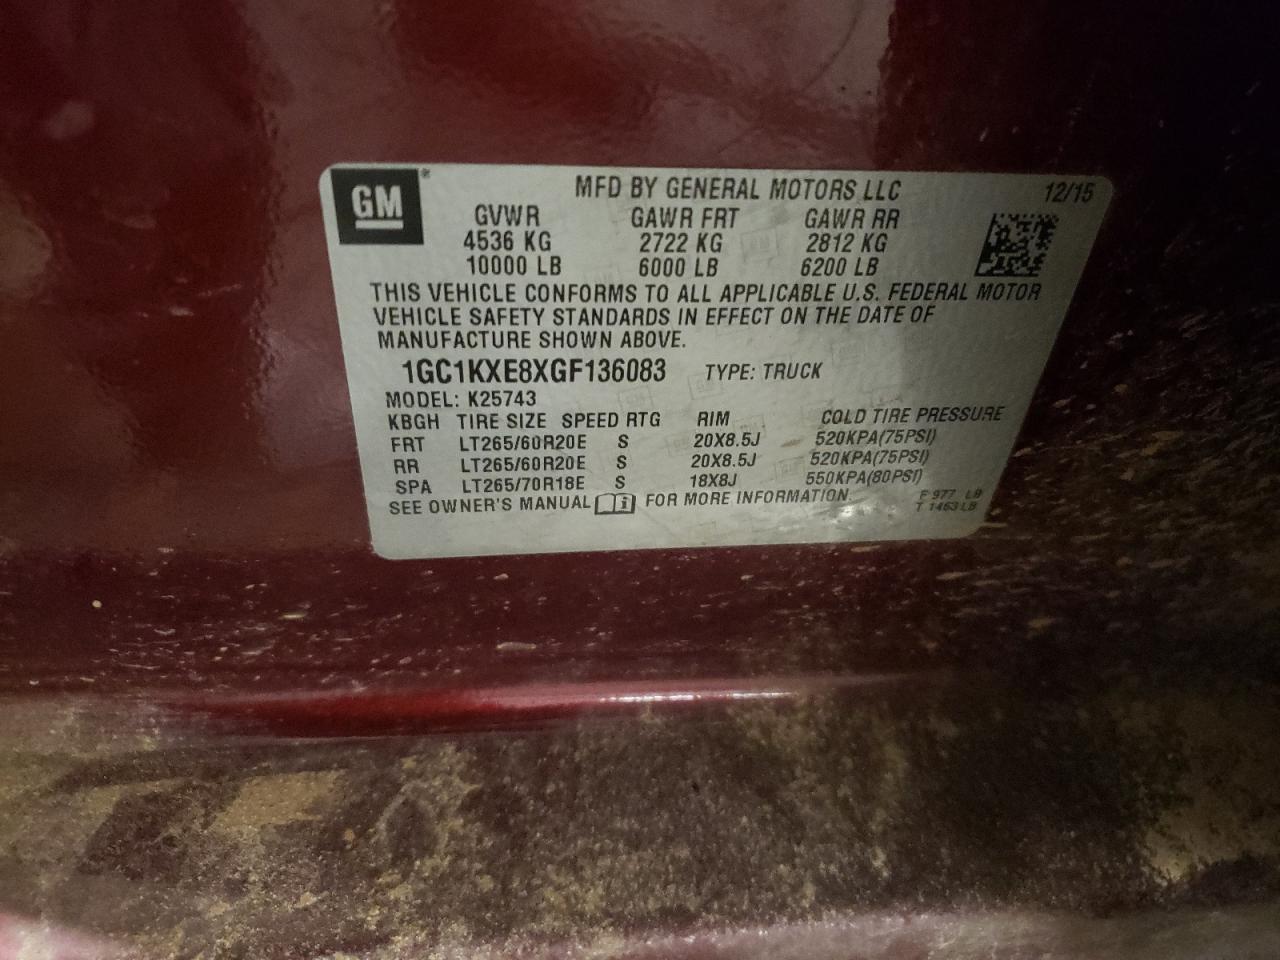 GM® MFD BY GENERAL MOTORS LLC 12/15
GVWR GAWR FRT GAWR RR
4536 KG 2722 KG 2812 KG
10000 LB 6000 LB 6200 LB
THIS VEHICLE CONFORMS TO ALL APPLICABLE U.S. FEDERAL MOTOR
VEHICLE SAFETY STANDARDS IN EFFECT ON THE DATE OF
MANUFACTURE SHOWN ABOVE.
1GC1KXE8XGF136083 TYPE: TRUCK
MODEL: K25743
KBGH TIRE SIZE SPEED RTG RIM COLD TIRE PRESSURE
FRT LT265/60R20E S 20X8.5J 520KPA(75PSI)
RR LT265/60R20E S 20X8.5J 520KPA(75PSI)
SPA LT265/70R18E S 18X8J 550KPA(80PSI)
SEE OWNER'S MANUAL FOR MORE INFORMATION. F 977 LB
T 1463 LB